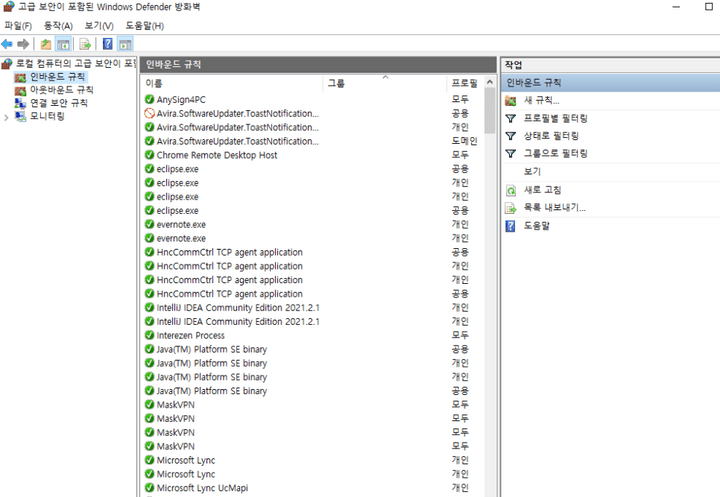 고급 보안이 포함된 Windows Defender 방화벽
파일(F) 동작(A) 보기(V) 도움말(H)
로컬 컴퓨터의 고급 보안이 포함
인바운드 규칙
아웃바운드 규칙
연결 보안 규칙
모니터링
인바운드 규칙
이름 그룹 프로필
AnySign4PC 모두
Avira.SoftwareUpdater.ToastNotification... 공용
Avira.SoftwareUpdater.ToastNotification... 개인
Avira.SoftwareUpdater.ToastNotification... 도메인
Chrome Remote Desktop Host 모두
eclipse.exe 공용
eclipse.exe 개인
eclipse.exe 개인
eclipse.exe 공용
evernote.exe 개인
evernote.exe 개인
HncCommCtrl TCP agent application 공용
HncCommCtrl TCP agent application 개인
HncCommCtrl TCP agent application 개인
HncCommCtrl TCP agent application 공용
IntelliJ IDEA Community Edition 2021.2.1 개인
IntelliJ IDEA Community Edition 2021.2.1 개인
Interezen Process 모두
Java(TM) Platform SE binary 공용
Java(TM) Platform SE binary 개인
Java(TM) Platform SE binary 개인
Java(TM) Platform SE binary 공용
MaskVPN 모두
MaskVPN 모두
MaskVPN 모두
MaskVPN 모두
Microsoft Lync 개인
Microsoft Lync 개인
Microsoft Lync UcMapi 개인
작업
인바운드 규칙
새 규칙...
프로필별 필터링
상태로 필터링
그룹으로 필터링
보기
새로 고침
목록 내보내기...
도움말